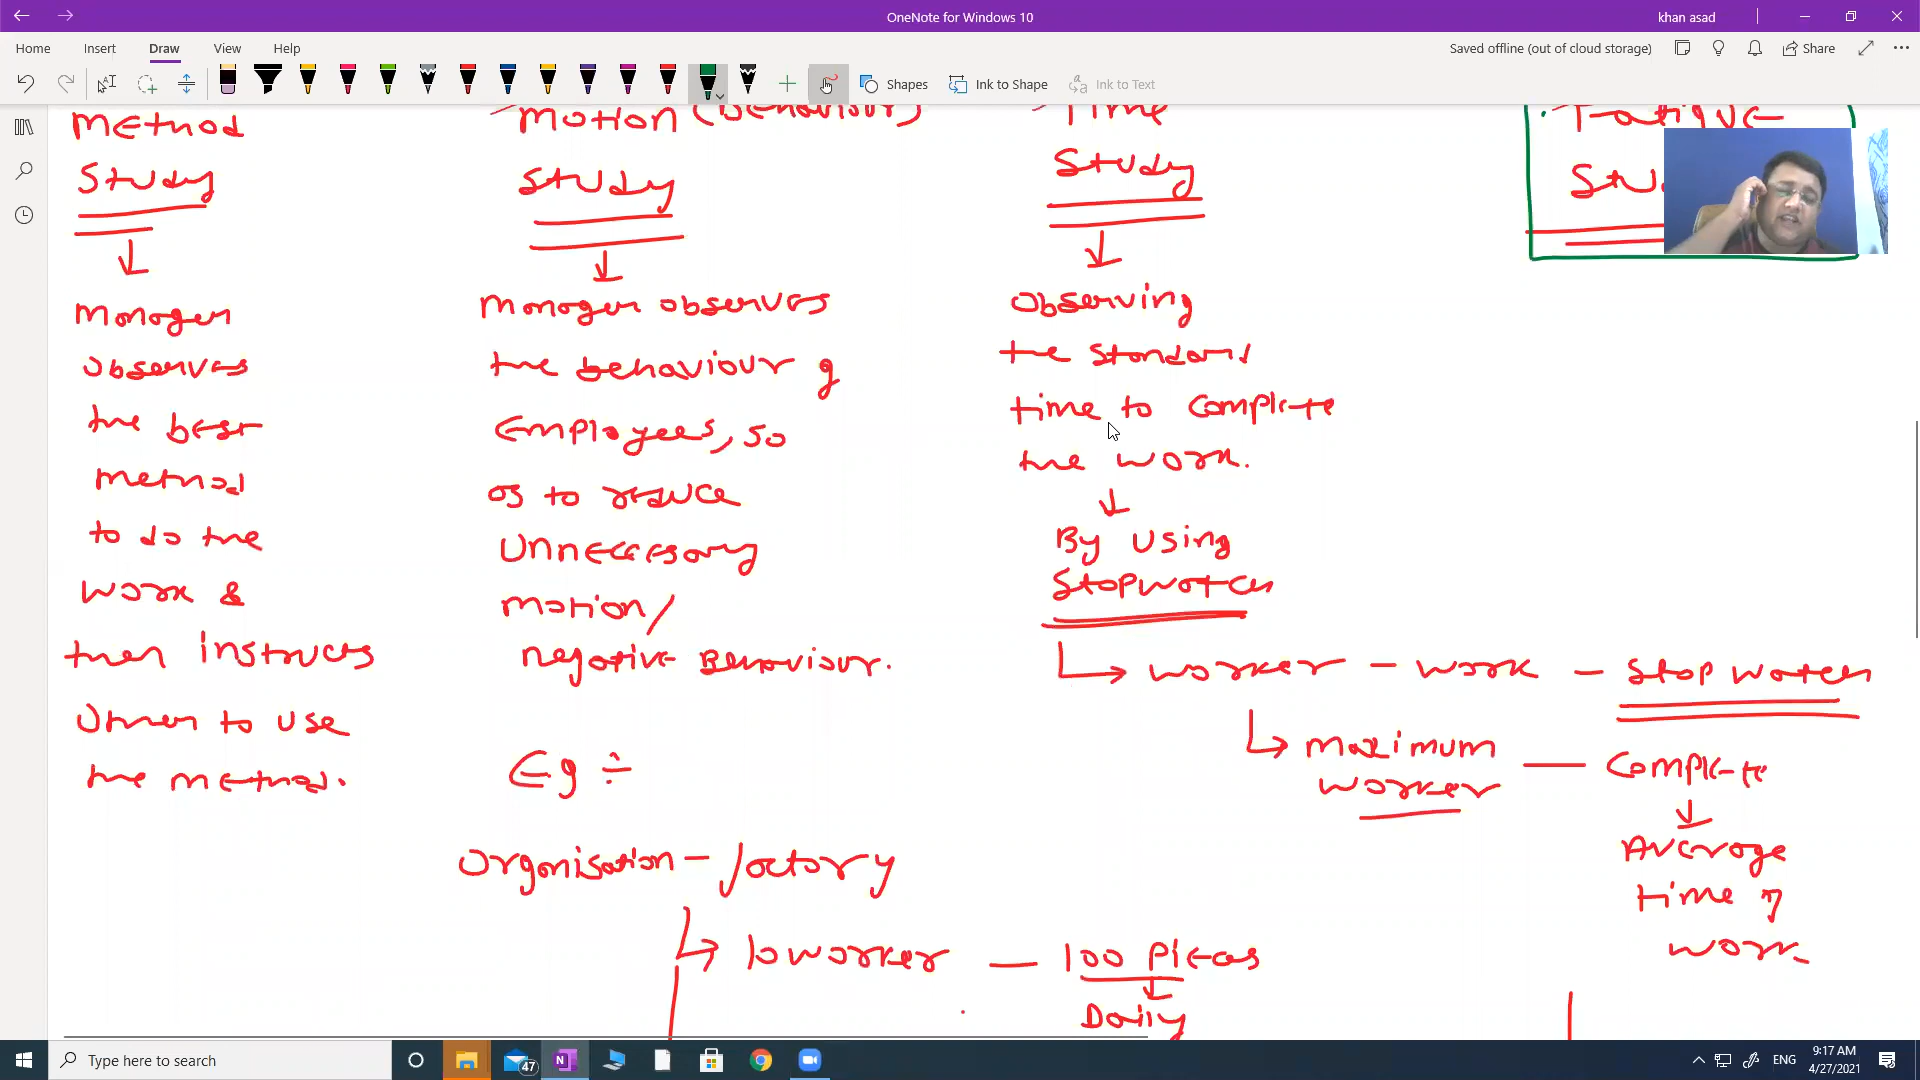 OneNote for Windows 10
khan asad
Home Insert Draw View Help
Saved offline (out of cloud storage)
Share
Shapes
Ink to Shape
Ink to Text
Method
Study
Manager
observes
the best
method
to do the
work &
then instructs
other to use
the method.
Motion (Behaviour)
Study
Manager observes
the behaviour of
Employees, so
as to reduce
Unnecessary
motion/
negative Behaviour.
Eg ÷
Organisation - factory
10 worker — 100 Pieces
Daily
Time
Study
Observing
the standard
time to complete
the work.
By Using
Stopwatch
worker - work - Stop watch
maximum
worker — Complete
Average
time of
work
Fatigue
47
Type here to search
ENG
9:17 AM
4/27/2021